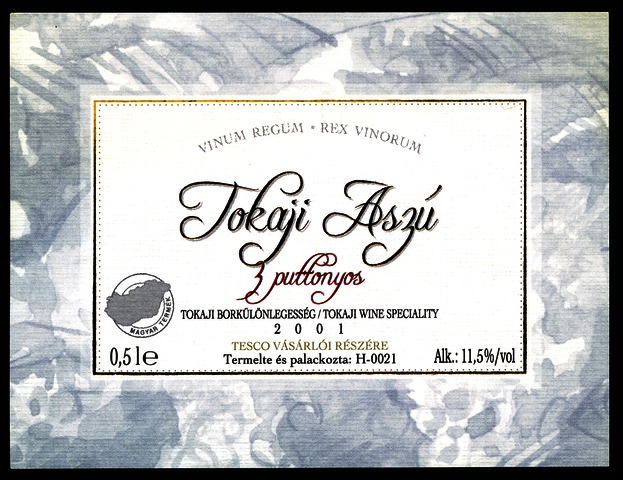 VINUM REGUM * REX VINORUM
Tokaji Aszú
3 puttonyos
MAGYAR TERMÉK
TOKAJI BORKÜLÖNLEGESSÉG / TOKAJI WINE SPECIALITY
2001
TESCO VÁSÁRLÓI RÉSZÉRE
Termelte és palackozta: H-0021
0,5 l e
Alk.: 11,5%/vol